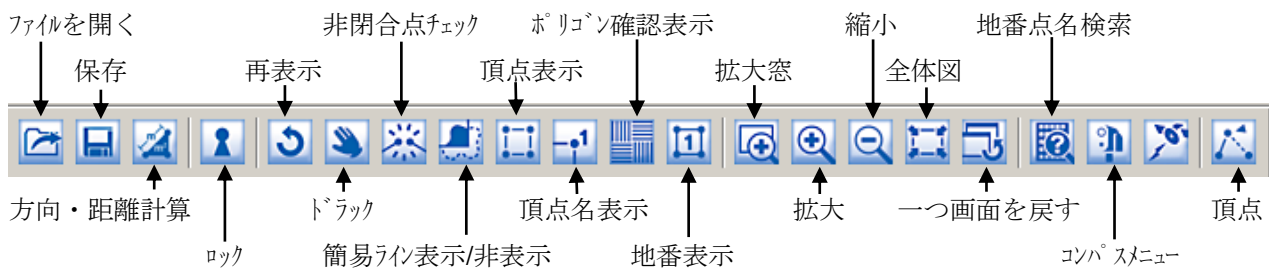 ﾌｧｲﾙを開く 非閉合点ﾁｪｯｸ ﾎﾟﾘｺﾞﾝ確認表示 縮小 地番点名検索
保存 再表示 頂点表示 拡大窓 全体図
方向・距離計算 ﾄﾞﾗｯｸ 頂点名表示 拡大 一つ画面を戻す 頂点
ﾛｯｸ 簡易ﾗｲﾝ表示/非表示 地番表示 ｺﾝﾊﾟｽﾒﾆｭｰ